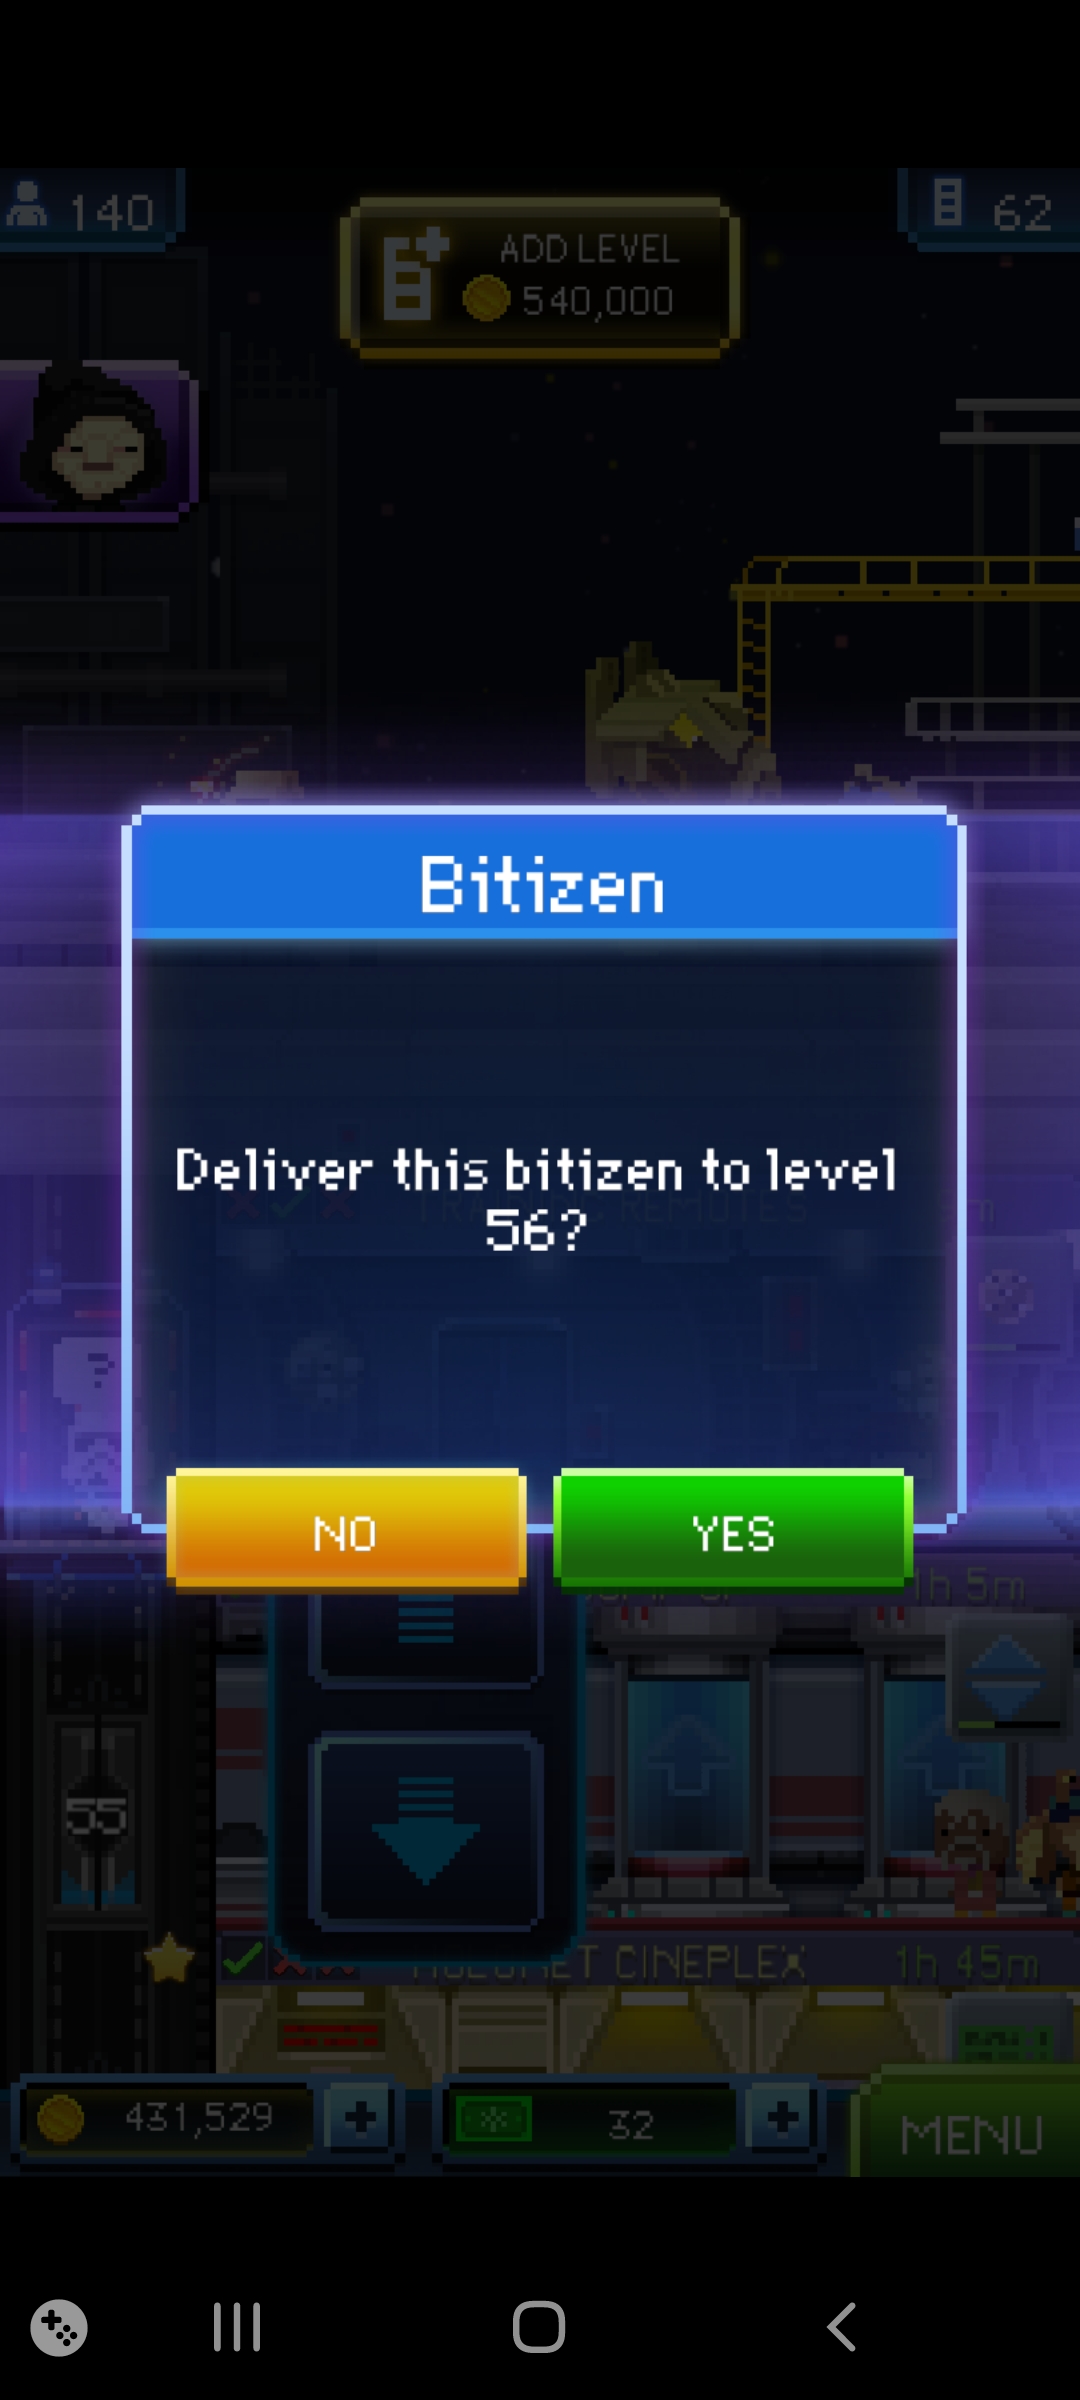 140
62
ADD LEVEL
540,000
Bitizen
Deliver this bitizen to level
56?
REMOTES
NO
YES
1h 5m
55
CINEPLEX
1h 45m
431,529
32
MENU